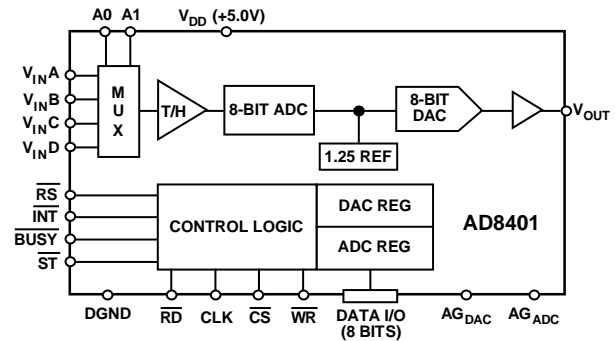 A0 A1 VDD (+5.0V)
VINA
VINB
VINC
VIND
MUX
T/H
8-BIT ADC
1.25 REF
8-BIT
DAC
VOUT
RS
INT
BUSY
ST
CONTROL LOGIC
DAC REG
ADC REG
AD8401
DGND
RD
CLK
CS
WR
DATA I/O
(8 BITS)
AGDAC
AGADC